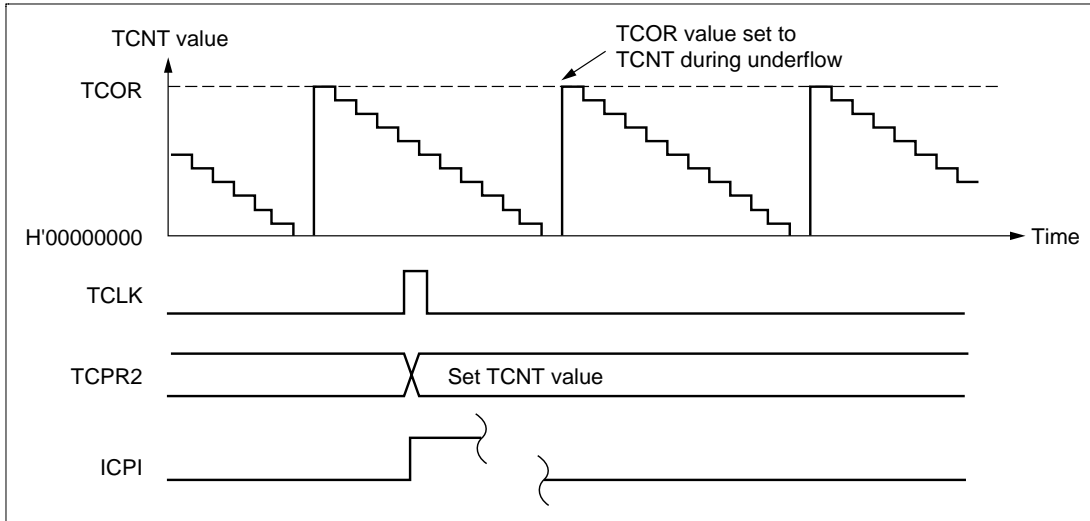 TCNT value
TCOR value set to
TCNT during underflow
TCOR
H'00000000
Time
TCLK
TCPR2
Set TCNT value
ICPI